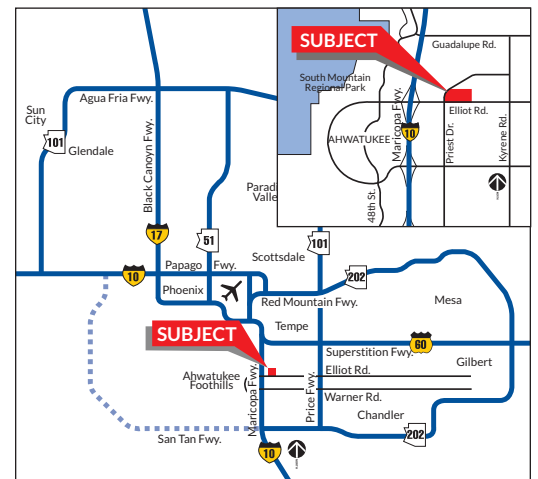 SUBJECT
Guadalupe Rd.
South Mountain
Regional Park
Elliot Rd.
AHWATUKEE
Maricopa Fwy.
10
Priest Dr.
Kyrene Rd.
48th St.
Agua Fria Fwy.
Sun
City
101
Glendale
Black Canoyn Fwy.
Paradi
Valle
17
51
101
Scottsdale
Papago Fwy.
10
202
Phoenix
Red Mountain Fwy.
Mesa
Tempe
SUBJECT
60
Superstition Fwy.
Gilbert
Elliot Rd.
Ahwatukee
Foothills
Maricopa Fwy.
Price Fwy.
Warner Rd.
Chandler
San Tan Fwy.
202
10